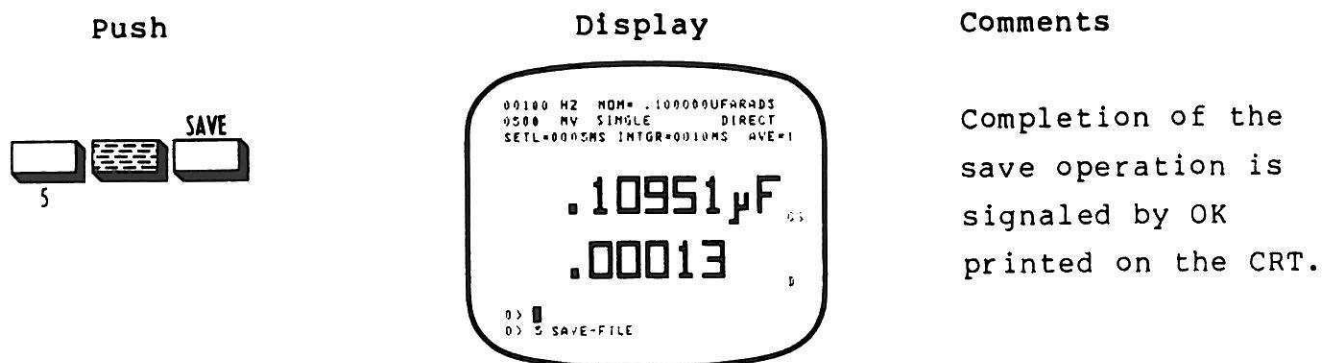 Push
Display
Comments
SAVE
5
00100 HZ NOM= .100000UFARADS
0500 MV SINGLE DIRECT
SETL=0005MS INTGR=0010MS AVE=1
.10951µF
CS
.00013
D
0>
0> 5 SAVE-FILE
Completion of the
save operation is
signaled by OK
printed on the CRT.